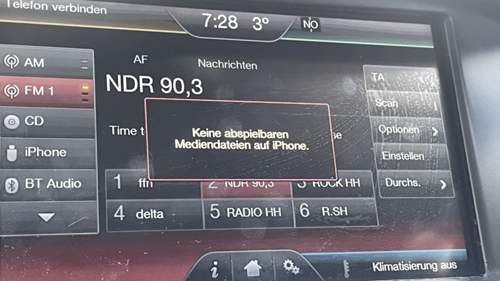 Telefon verbinden
7:28 3° NO
AM
AF
Nachrichten
NDR 90,3
TA
FM 1
Scan
CD
Keine abspielbaren
Mediendateien auf iPhone.
Time t
Optionen
iPhone
Einstellen
BT Audio
1 ffn
2 NDR 90,3
3 ROCK HH
Durchs.
4 delta
5 RADIO HH
6 R.SH
Klimatisierung aus